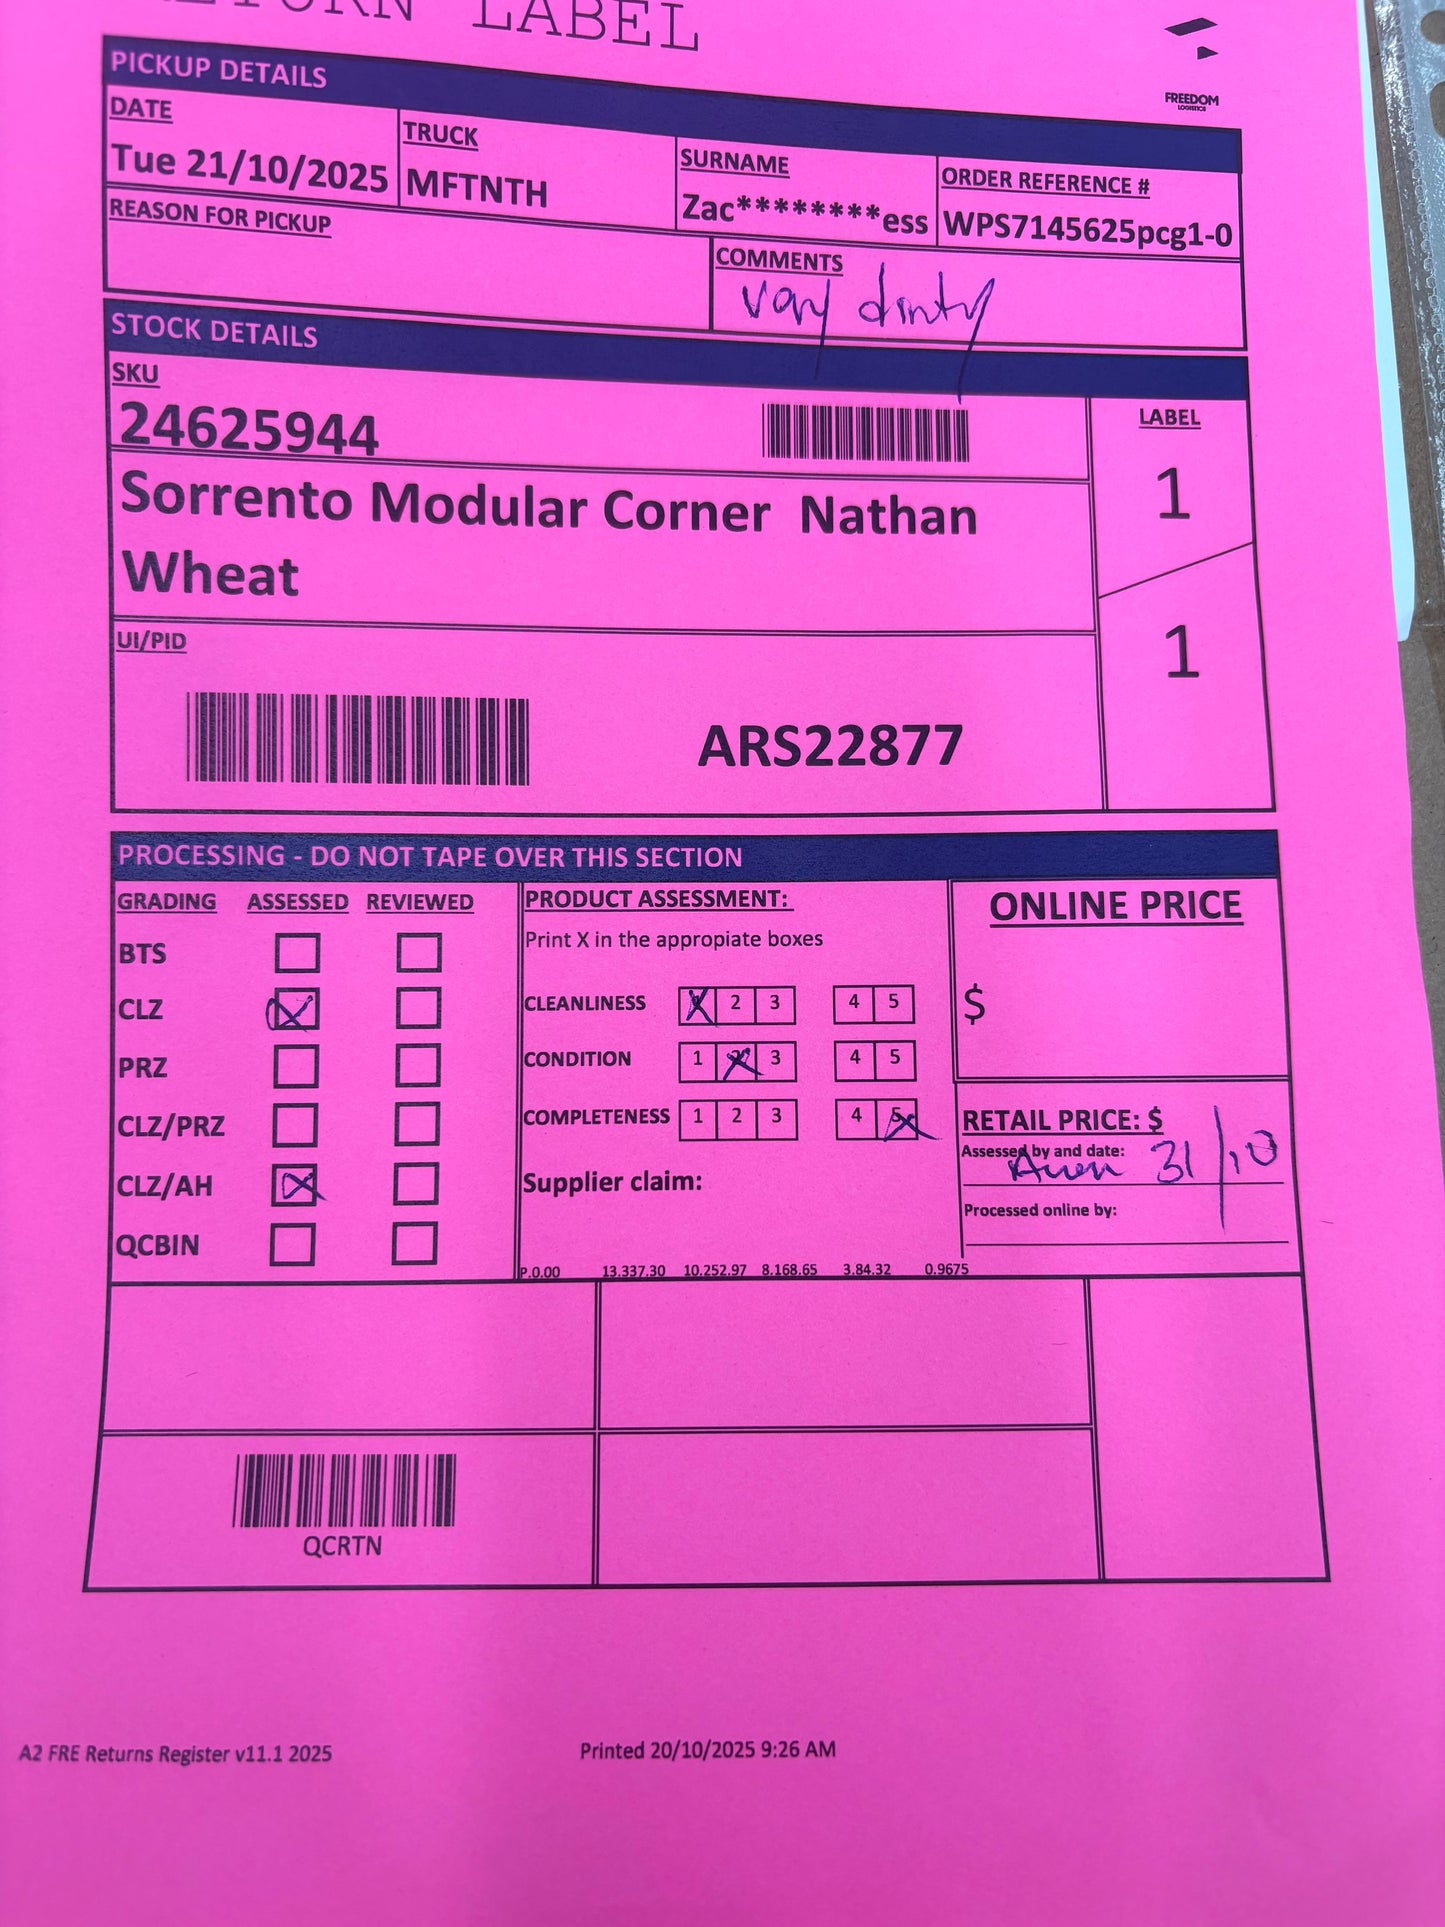 RETURN LABEL
FREEDOM
LOGISTICS
PICKUP DETAILS
DATE TRUCK SURNAME ORDER REFERENCE #
Tue 21/10/2025 MFTNTH Zac********ess WPS7145625pcg1-0
REASON FOR PICKUP COMMENTS
very dirty
STOCK DETAILS
SKU LABEL
24625944
Sorrento Modular Corner Nathan 1
Wheat
UI/PID 1
ARS22877
PROCESSING - DO NOT TAPE OVER THIS SECTION
GRADING ASSESSED REVIEWED PRODUCT ASSESSMENT: ONLINE PRICE
Print X in the appropiate boxes
BTS
CLZ X CLEANLINESS X 2 3 4 5 $
PRZ CONDITION 1 X 3 4 5
CLZ/PRZ COMPLETENESS 1 2 3 4 5 X RETAIL PRICE: $
Assessed by and date:
31/10
CLZ/AH X Supplier claim:
Processed online by:
QCBIN
P.0.00 13.337.30 10.252.97 8.168.65 3.84.32 0.9675
QCRTN
A2 FRE Returns Register v11.1 2025 Printed 20/10/2025 9:26 AM